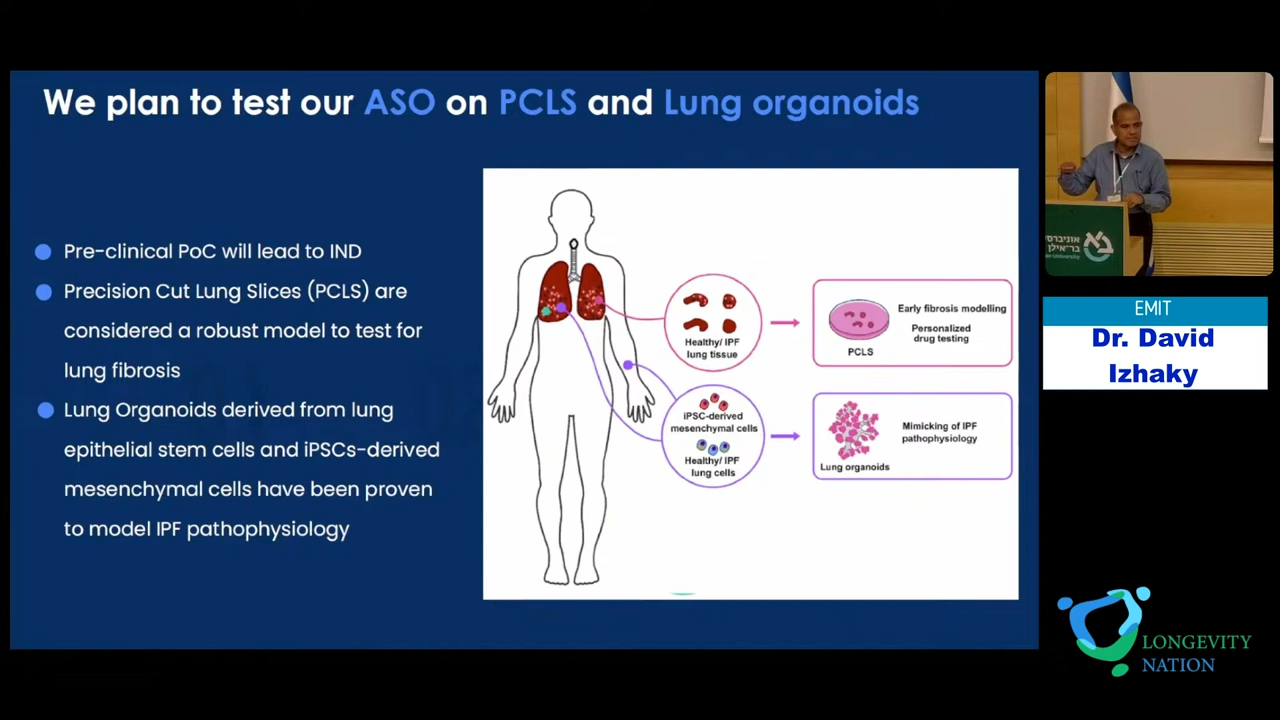 We plan to test our ASO on PCLS and Lung organoids
Pre-clinical PoC will lead to IND
Precision Cut Lung Slices (PCLS) are
considered a robust model to test for
lung fibrosis
Lung Organoids derived from lung
epithelial stem cells and iPSCs-derived
mesenchymal cells have been proven
to model IPF pathophysiology
Healthy/ IPF
lung tissue
PCLS
Early fibrosis modelling
Personalized
drug testing
iPSC-derived
mesenchymal cells
Healthy/ IPF
lung cells
Lung organoids
Mimicking of IPF
pathophysiology
EMIT
Dr. David
Izhaky
LONGEVITY
NATION